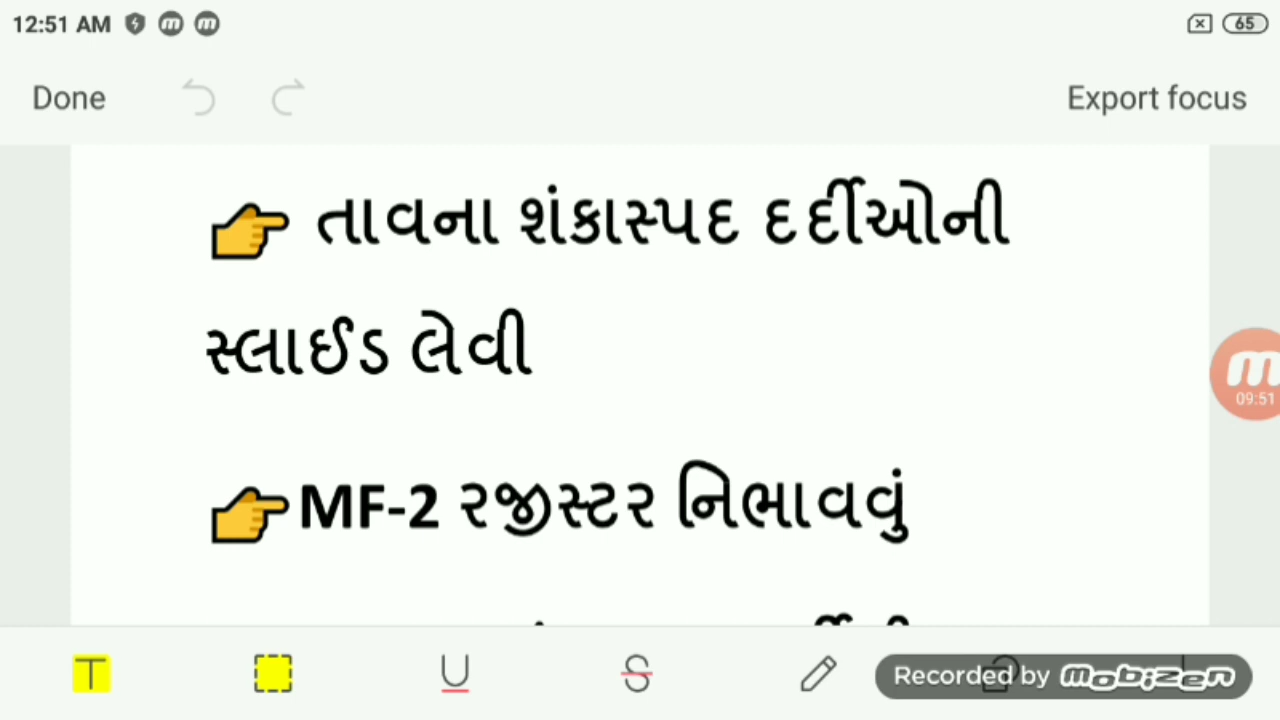 12:51 AM 65
Done Export focus
👉 તાવના શંકાસ્પદ દર્દીઓની
સ્લાઈડ લેવી
👉MF-2 રજીસ્ટર નિભાવવું
09:51
T U S
Recorded by mobizen